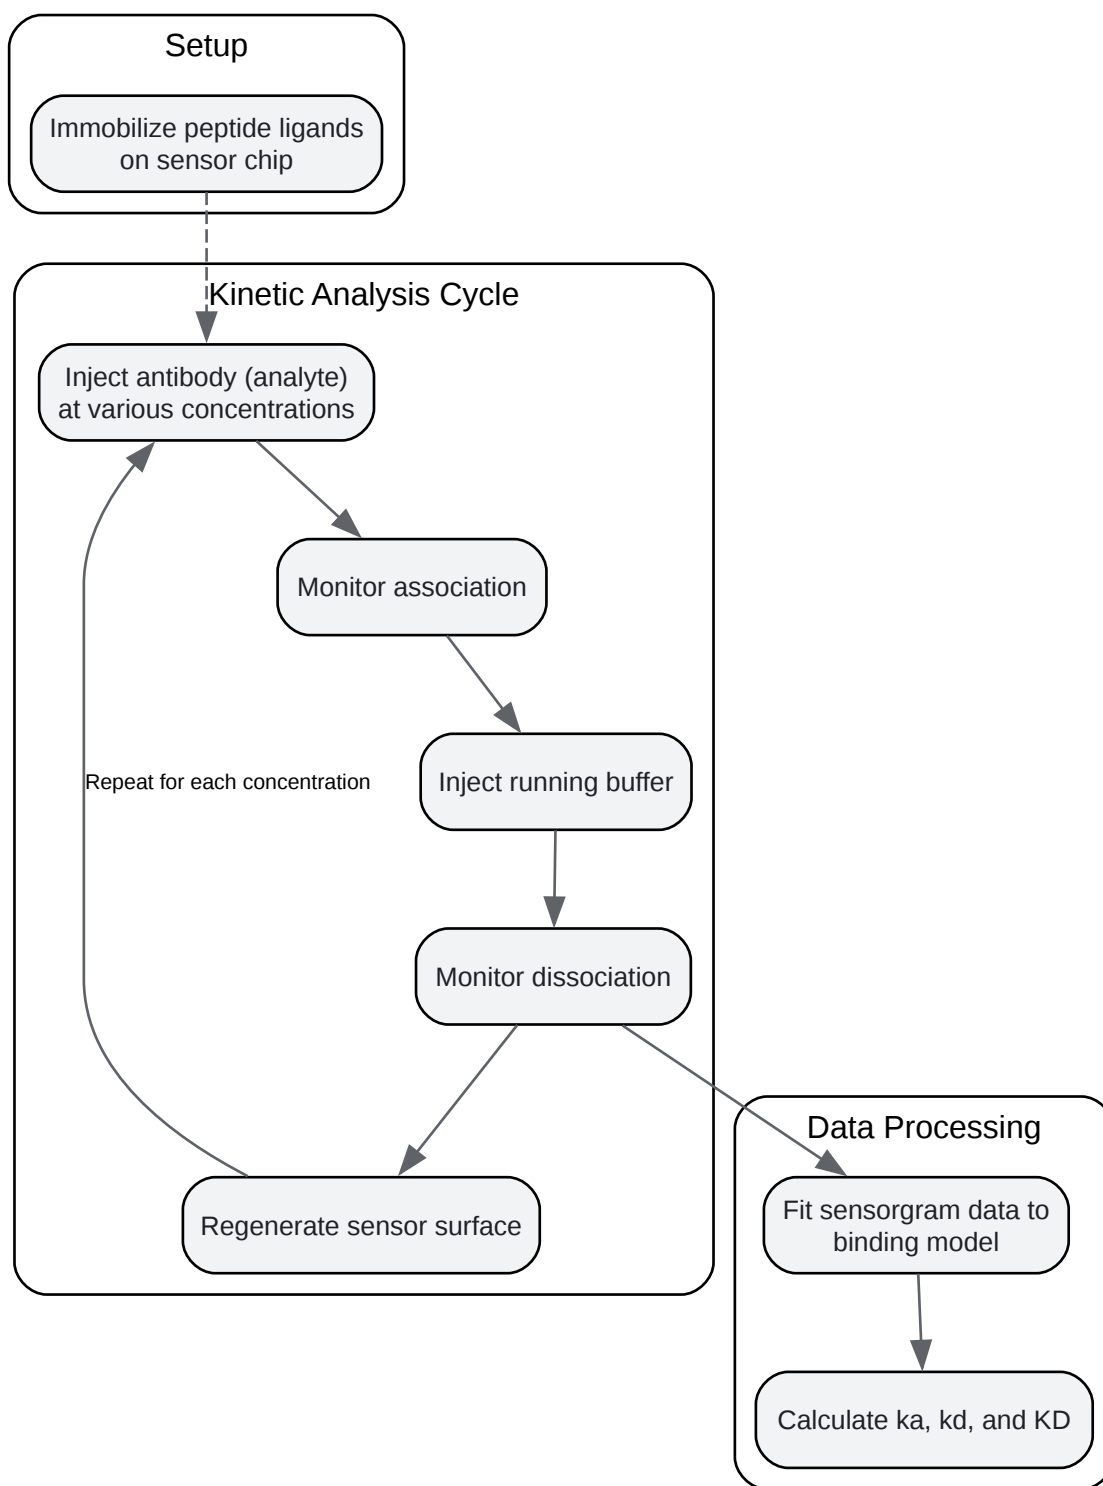 Setup
Immobilize peptide ligands
on sensor chip
Kinetic Analysis Cycle
Inject antibody (analyte)
at various concentrations
Monitor association
Inject running buffer
Repeat for each concentration
Monitor dissociation
Regenerate sensor surface
Data Processing
Fit sensorgram data to
binding model
Calculate ka, kd, and KD